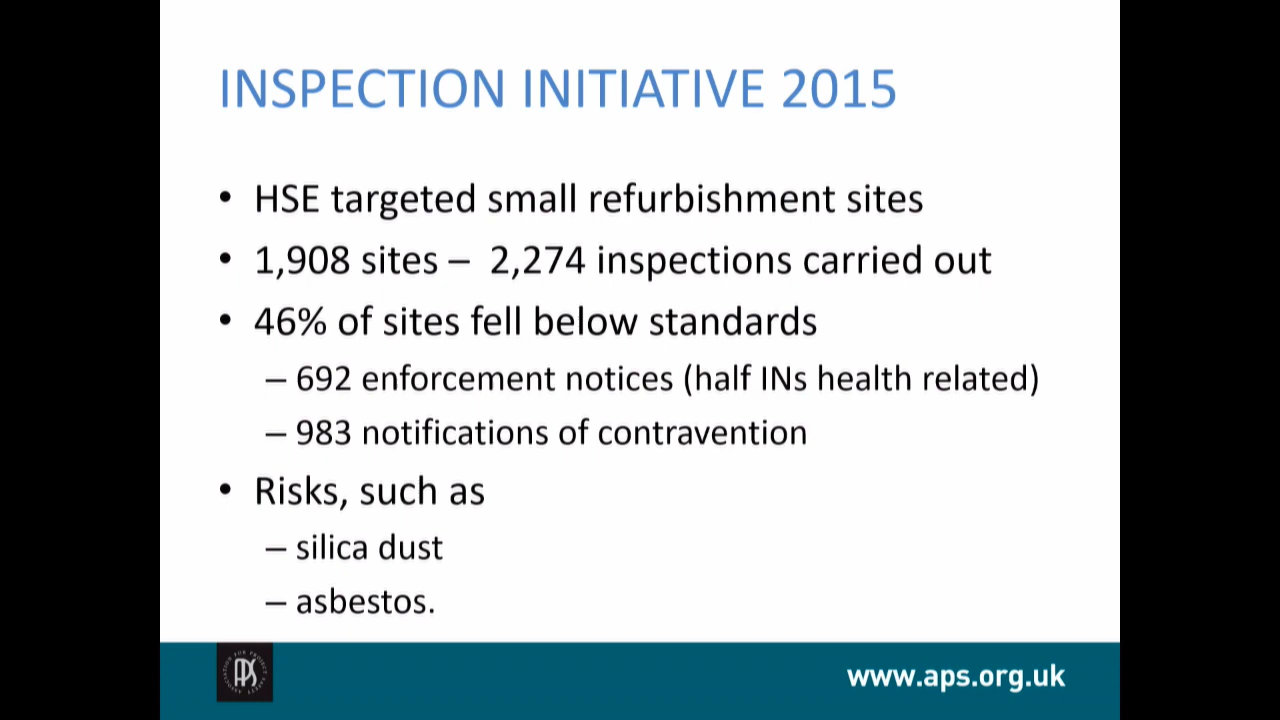 INSPECTION INITIATIVE 2015
• HSE targeted small refurbishment sites
• 1,908 sites – 2,274 inspections carried out
• 46% of sites fell below standards
– 692 enforcement notices (half INs health related)
– 983 notifications of contravention
• Risks, such as
– silica dust
– asbestos.
APS
www.aps.org.uk